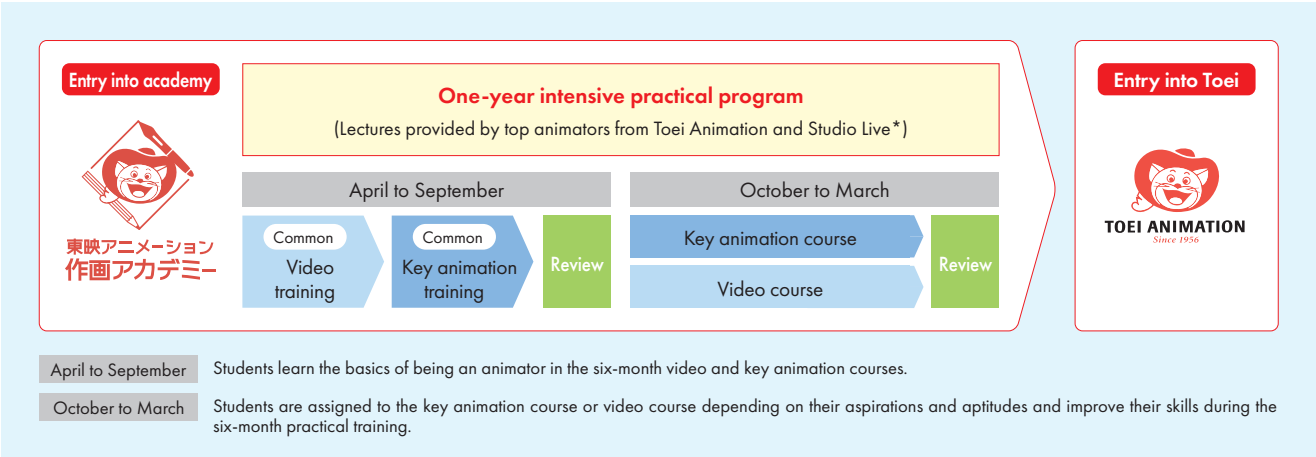 Entry into academy
東映アニメーション
作画アカデミー
One-year intensive practical program
(Lectures provided by top animators from Toei Animation and Studio Live*)
April to September
Common
Video
training
Common
Key animation
training
Review
October to March
Key animation course
Video course
Review
Entry into Toei
TOEI ANIMATION
Since 1956
April to September
Students learn the basics of being an animator in the six-month video and key animation courses.
October to March
Students are assigned to the key animation course or video course depending on their aspirations and aptitudes and improve their skills during the
six-month practical training.